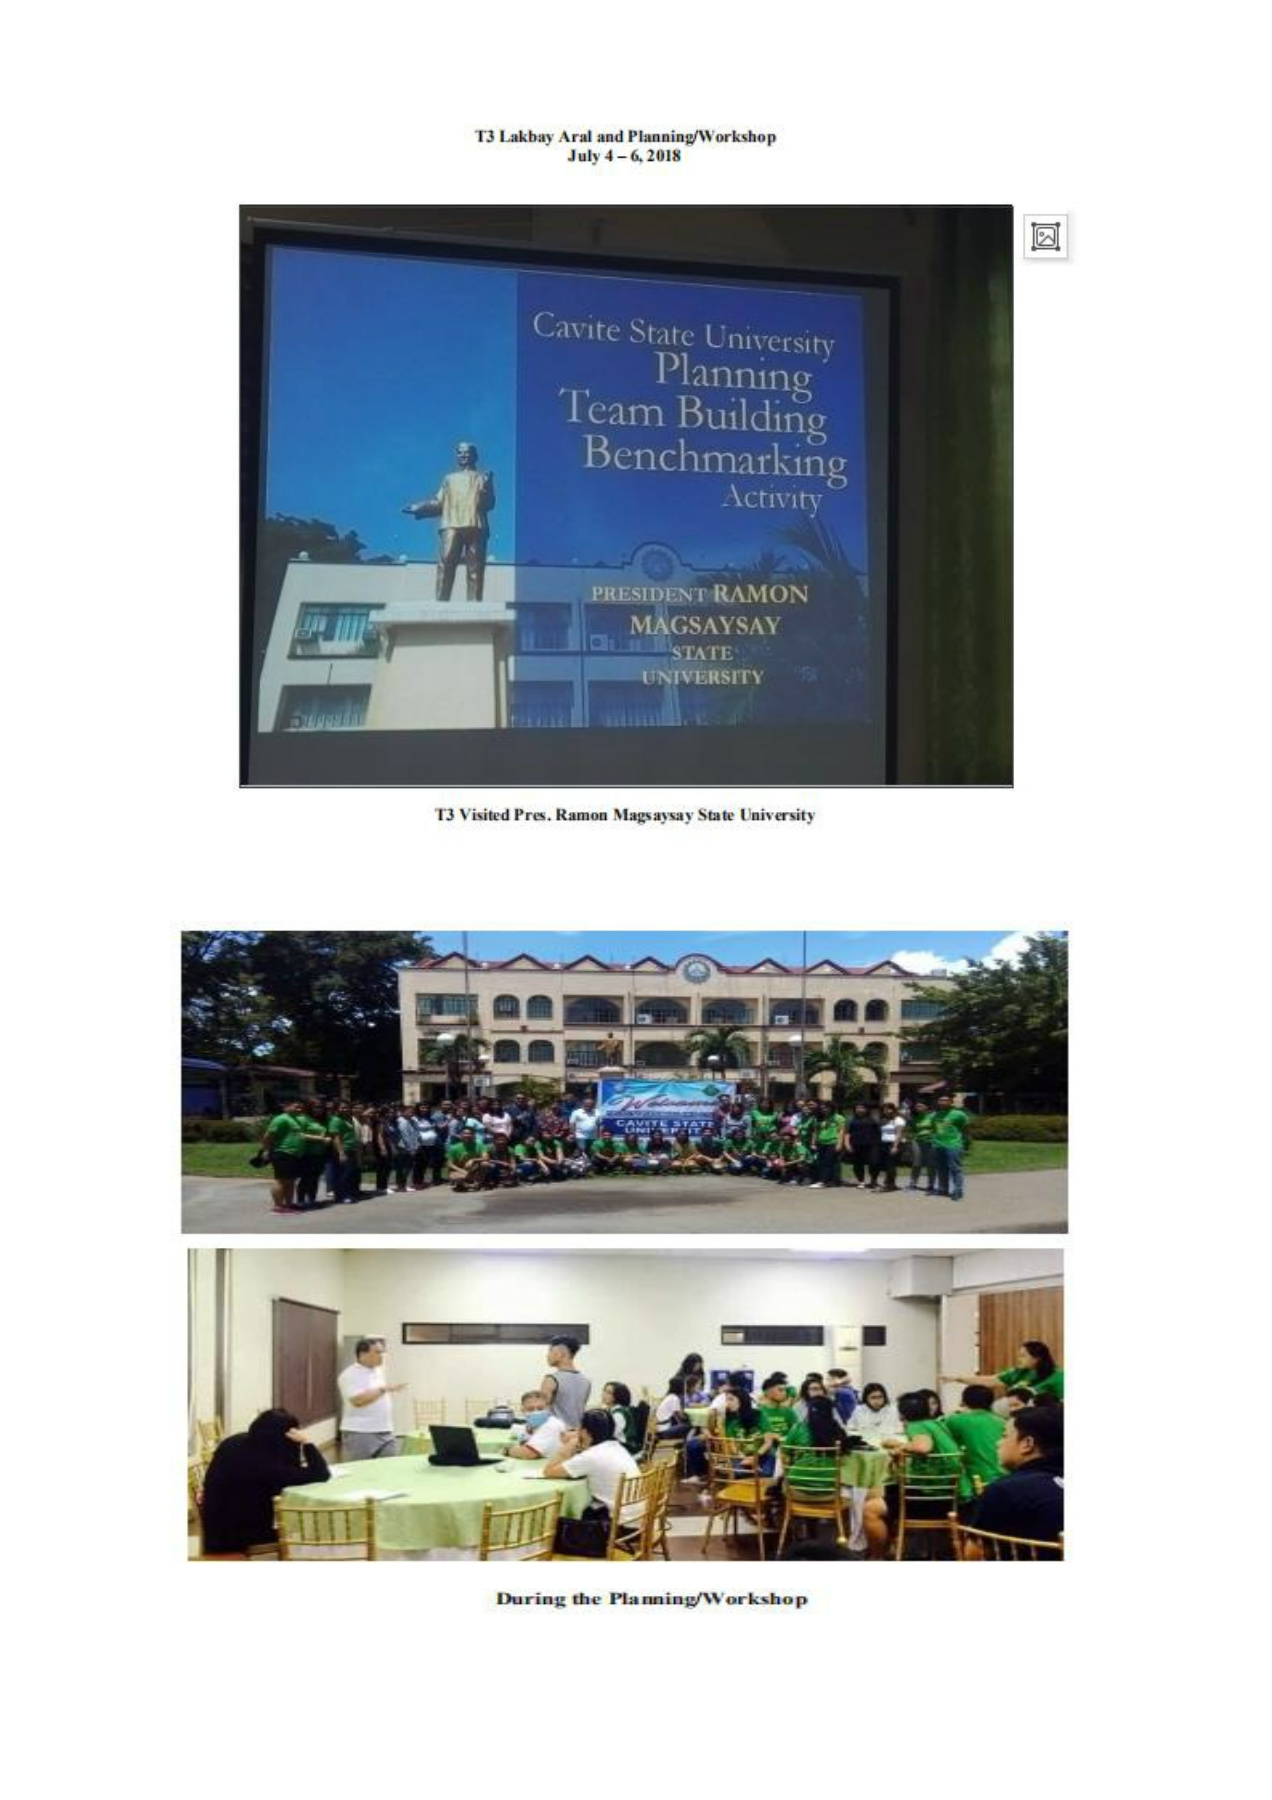 T3 Lakbay Aral and Planning/Workshop
July 4 – 6, 2018
Cavite State University
Planning
Team Building
Benchmarking
Activity
PRESIDENT RAMON
MAGSAYSAY
STATE
UNIVERSITY
T3 Visited Pres. Ramon Magsaysay State University
Welcome
CAVITE STATE
UNIVERSITY
During the Planning/Workshop